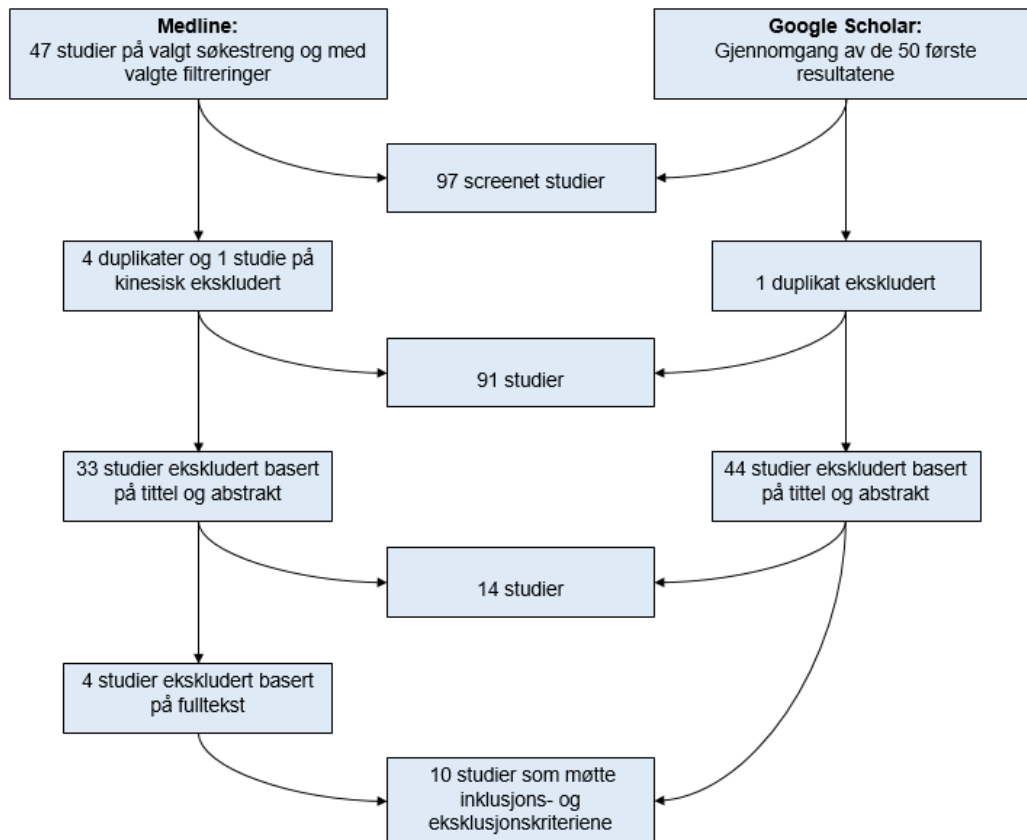 Medline:
47 studier på valgt søkestreng og med
valgte filtreringer
Google Scholar:
Gjennomgang av de 50 første
resultatene
97 screenet studier
4 duplikater og 1 studie på
kinesisk ekskludert
1 duplikat ekskludert
91 studier
33 studier ekskludert basert
på tittel og abstrakt
44 studier ekskludert basert
på tittel og abstrakt
14 studier
4 studier ekskludert basert
på fulltekst
10 studier som møtte
inklusjons- og
eksklusjonskriteriene